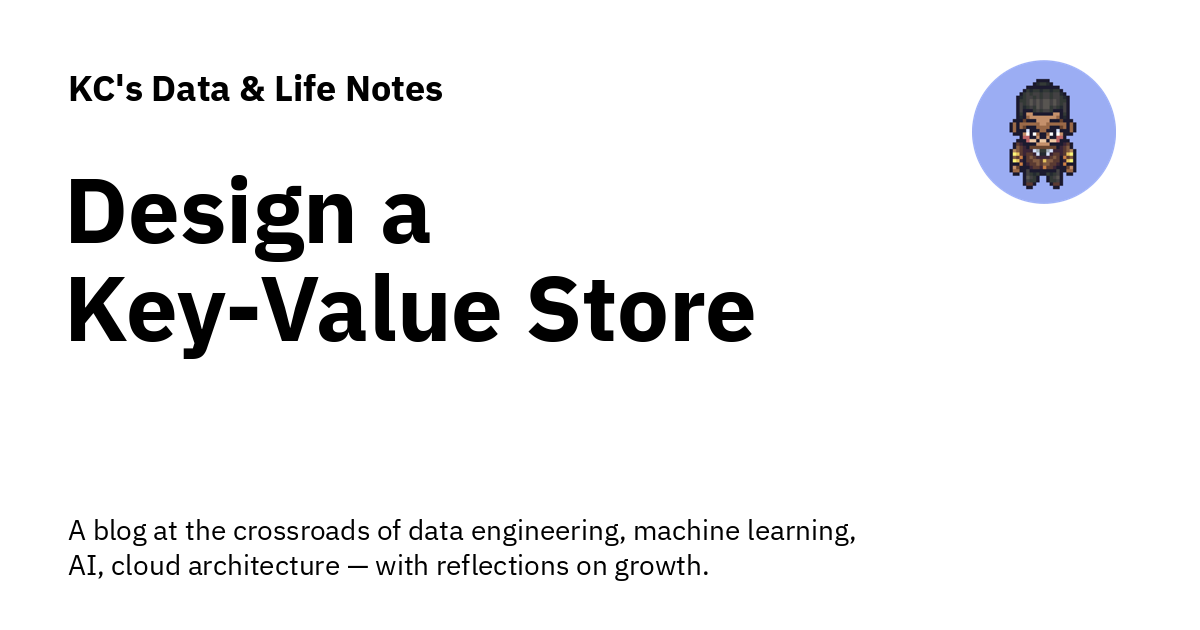 KC's Data & Life Notes
Design a
Key-Value Store
A blog at the crossroads of data engineering, machine learning,
AI, cloud architecture — with reflections on growth.